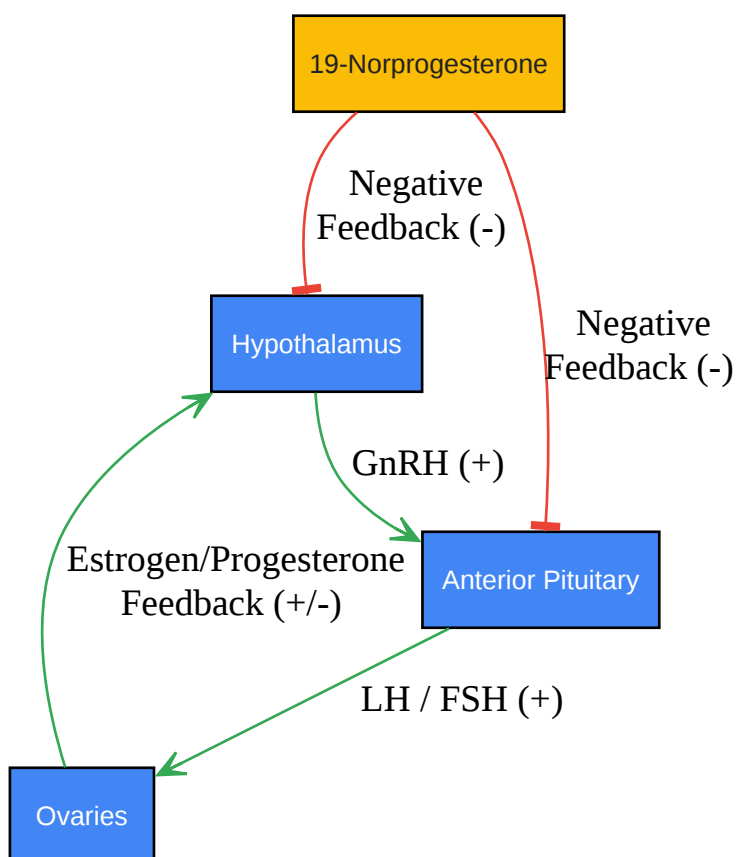 19-Norprogesterone
Negative
Feedback (-)
Hypothalamus
Negative
Feedback (-)
GnRH (+)
Estrogen/Progesterone
Feedback (+/-)
Anterior Pituitary
LH / FSH (+)
Ovaries